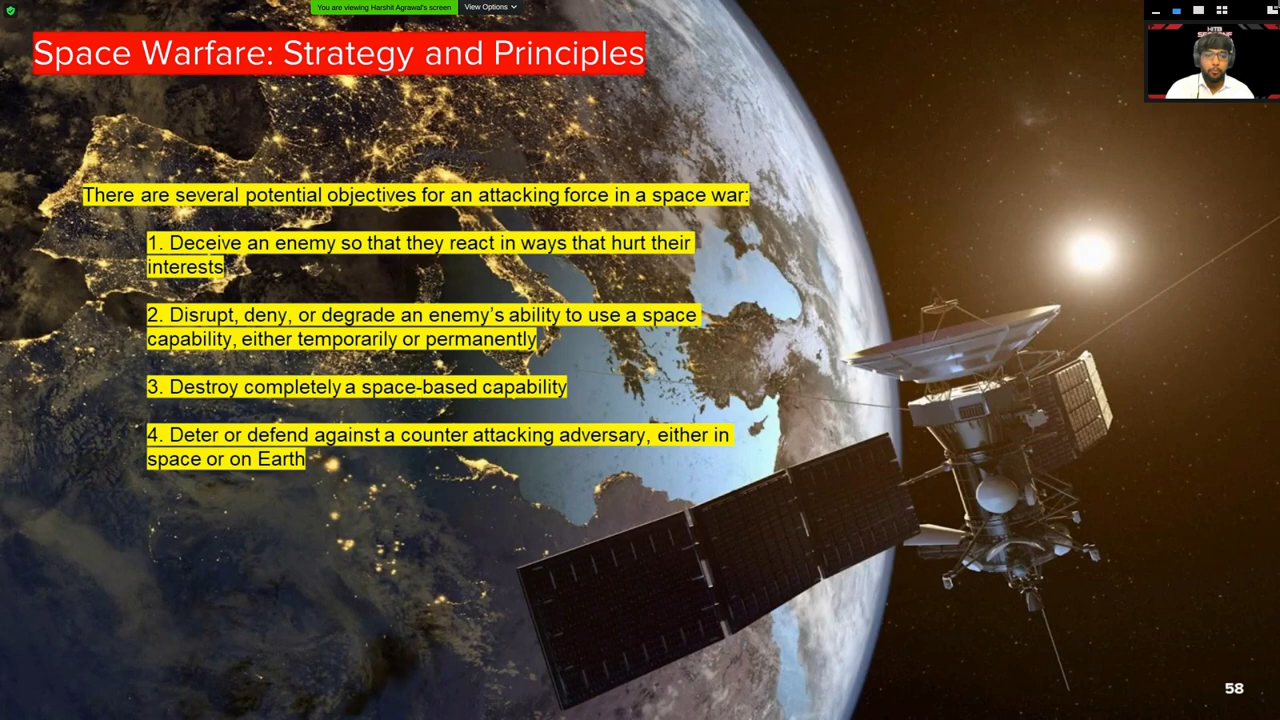 You are viewing Harshit Agrawal's screen
View Options
Space Warfare: Strategy and Principles
There are several potential objectives for an attacking force in a space war:
1. Deceive an enemy so that they react in ways that hurt their
interests
2. Disrupt, deny, or degrade an enemy’s ability to use a space
capability, either temporarily or permanently
3. Destroy completely a space-based capability
4. Deter or defend against a counter attacking adversary, either in
space or on Earth
58